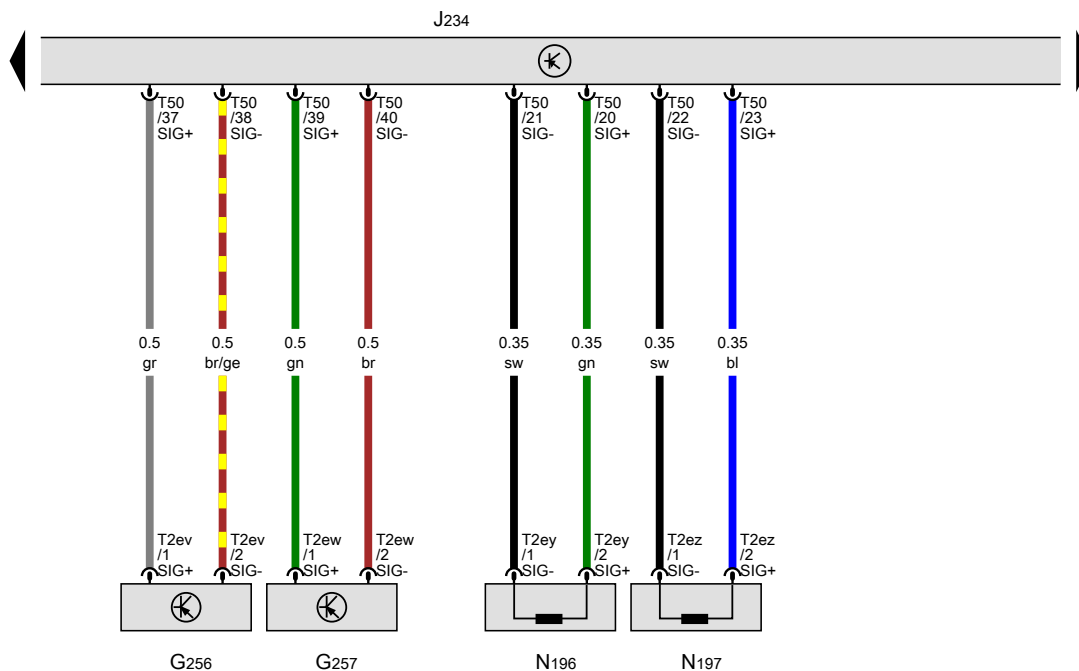 J234
T50
/37
SIG+
T50
/38
SIG-
T50
/39
SIG+
T50
/40
SIG-
T50
/21
SIG-
T50
/20
SIG+
T50
/22
SIG-
T50
/23
SIG+
0.5 0.5 0.5 0.5 0.35 0.35 0.35 0.35
gr br/ge gn br sw gn sw bl
T2ev
/1
SIG+
T2ev
/2
SIG-
T2ew
/1
SIG+
T2ew
/2
SIG-
T2ey
/1
SIG-
T2ey
/2
SIG+
T2ez
/1
SIG-
T2ez
/2
SIG+
G256 G257 N196 N197